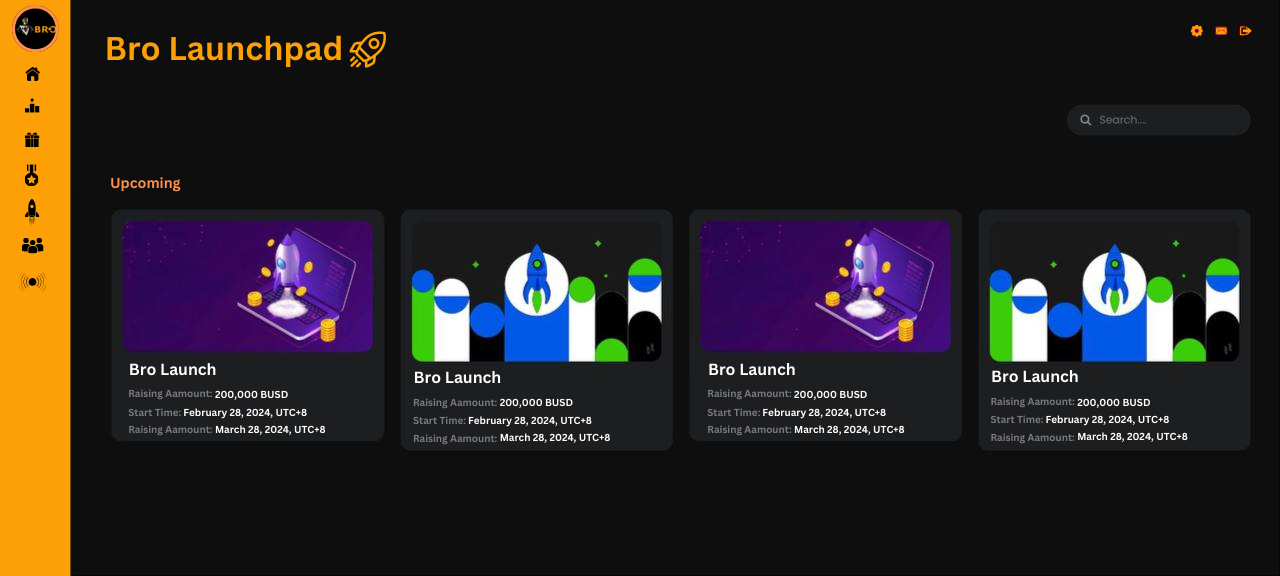 BRO
Bro Launchpad
Search....
Upcoming
Bro Launch
Raising Aamount: 200,000 BUSD
Start Time: February 28, 2024, UTC+8
Raising Aamount: March 28, 2024, UTC+8
Bro Launch
Raising Aamount: 200,000 BUSD
Start Time: February 28, 2024, UTC+8
Raising Aamount: March 28, 2024, UTC+8
Bro Launch
Raising Aamount: 200,000 BUSD
Start Time: February 28, 2024, UTC+8
Raising Aamount: March 28, 2024, UTC+8
Bro Launch
Raising Aamount: 200,000 BUSD
Start Time: February 28, 2024, UTC+8
Raising Aamount: March 28, 2024, UTC+8